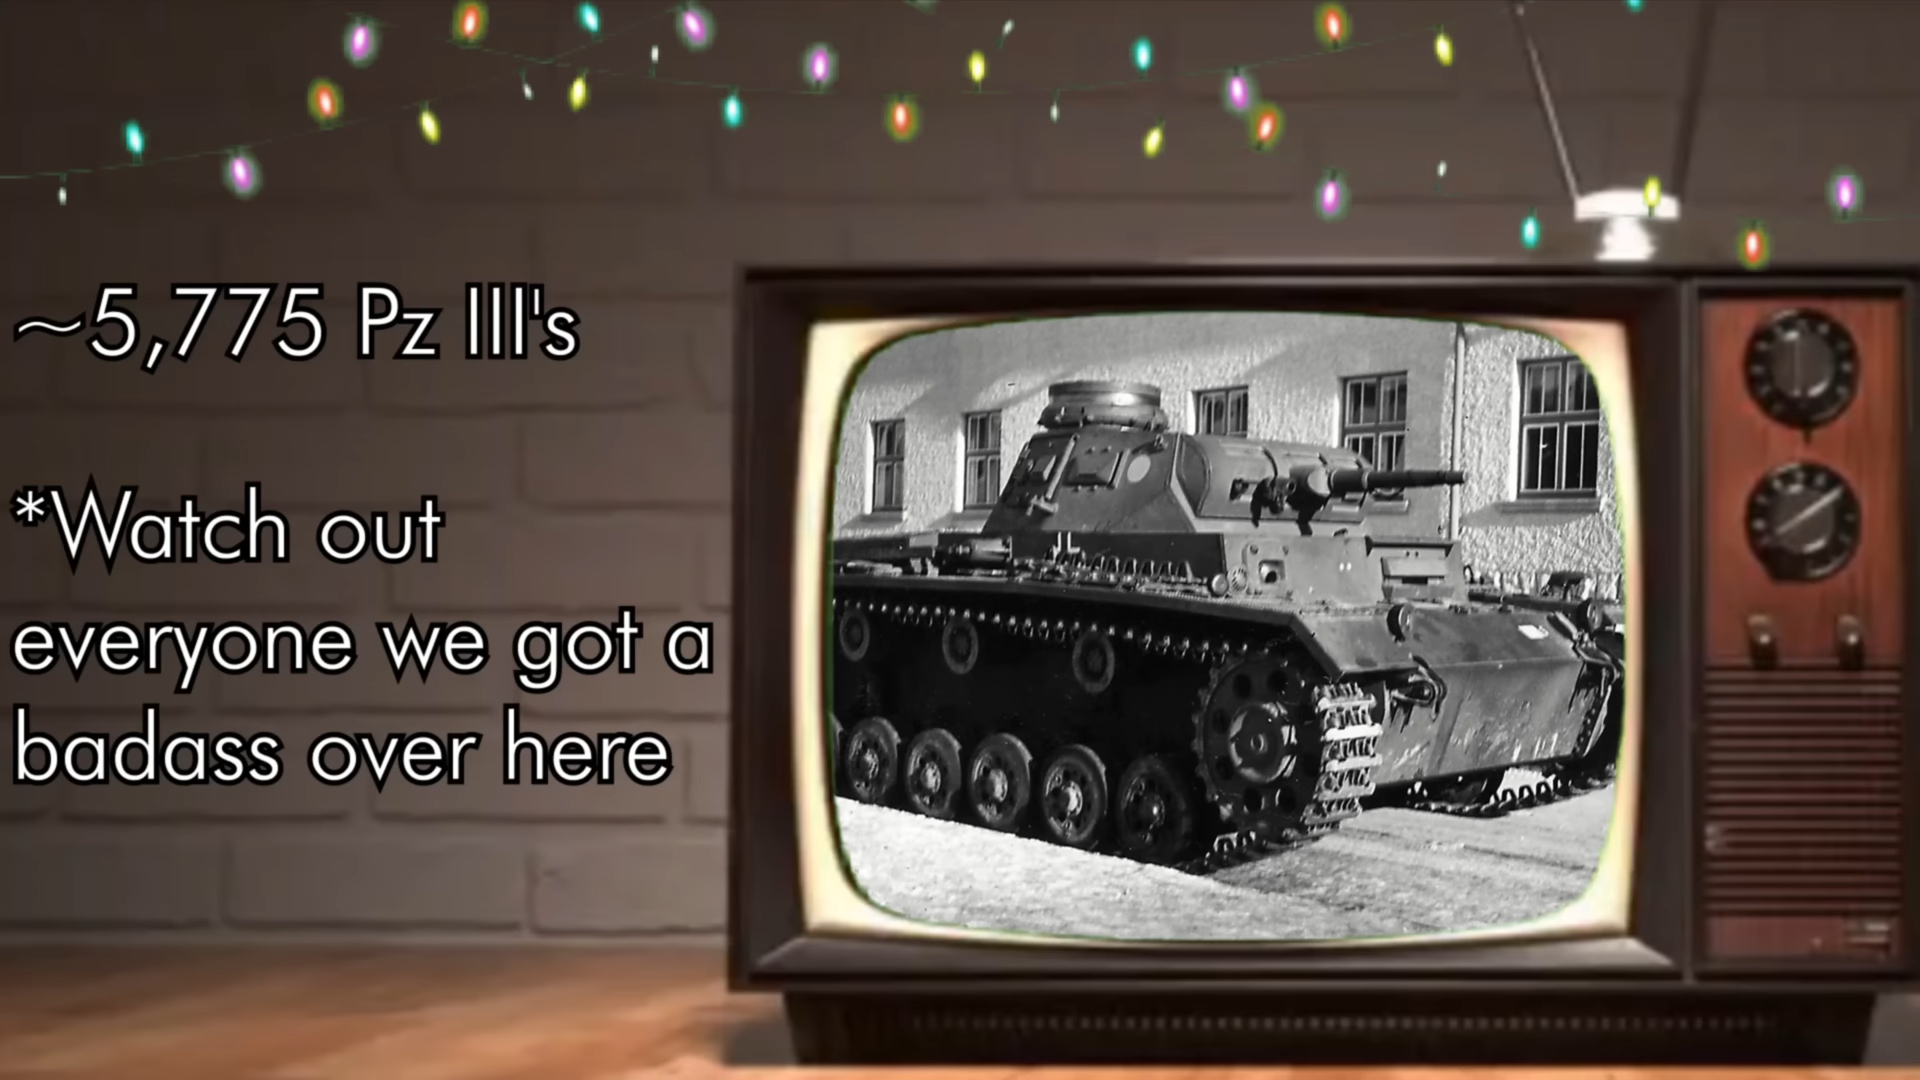 ~5,775 Pz III's
*Watch out
everyone we got a
badass over here